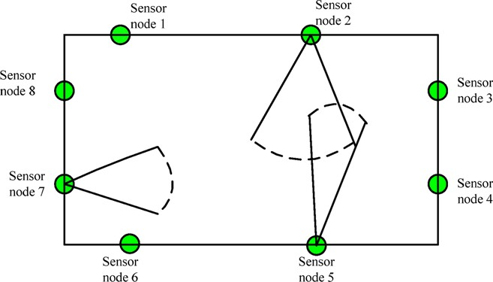 Sensor
node 1
Sensor
node 2
Sensor
node 8
Sensor
node 3
Sensor
node 7
Sensor
node 4
Sensor
node 6
Sensor
node 5